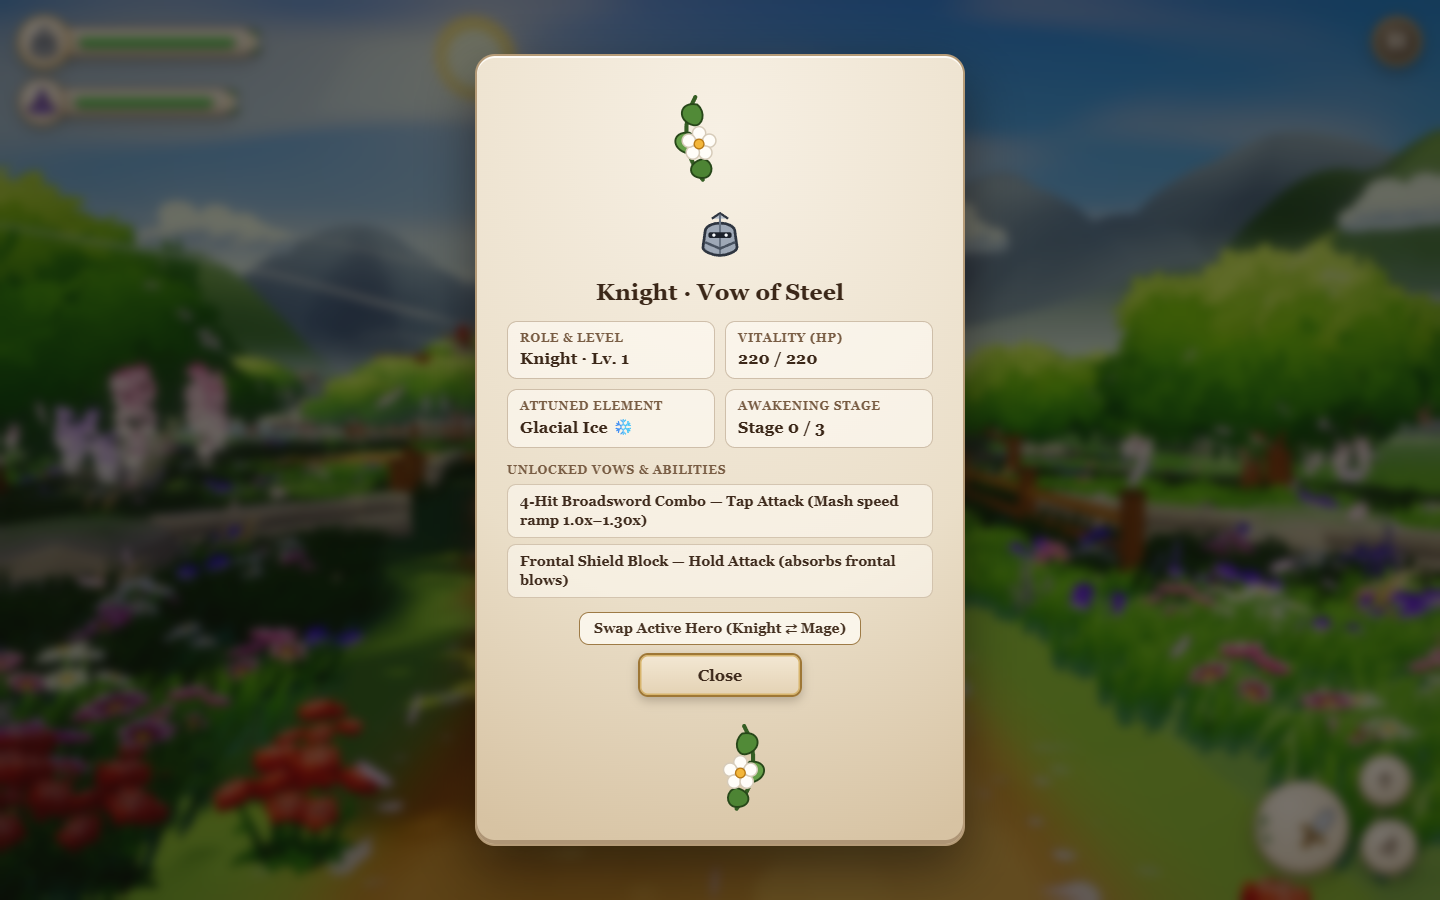 Knight · Vow of Steel
ROLE & LEVEL
Knight · Lv. 1
VITALITY (HP)
220 / 220
ATTUNED ELEMENT
Glacial Ice ❄️
AWAKENING STAGE
Stage 0 / 3
UNLOCKED VOWS & ABILITIES
4-Hit Broadsword Combo — Tap Attack (Mash speed
ramp 1.0x–1.30x)
Frontal Shield Block — Hold Attack (absorbs frontal
blows)
Swap Active Hero (Knight ⇄ Mage)
Close